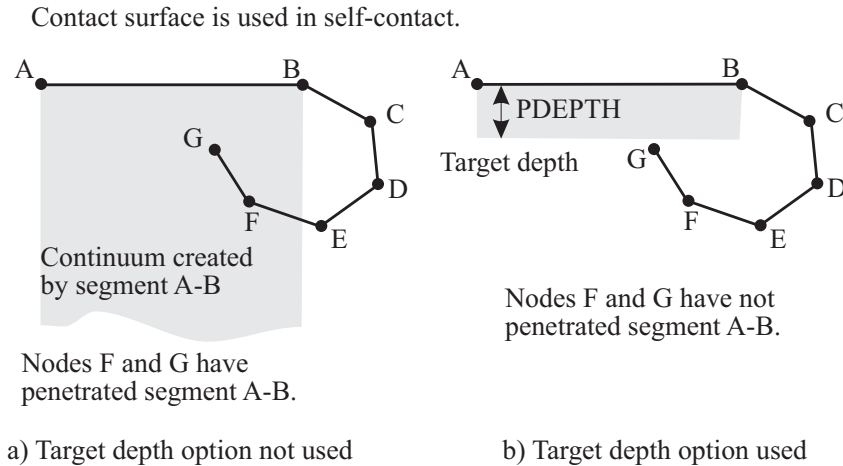 Contact surface is used in self-contact.
A
B
C
D
E
F
G
Continuum created
by segment A-B
Nodes F and G have
penetrated segment A-B.
a) Target depth option not used
A
B
PDEPTH
C
Target depth
G
D
F
E
Nodes F and G have not
penetrated segment A-B.
b) Target depth option used